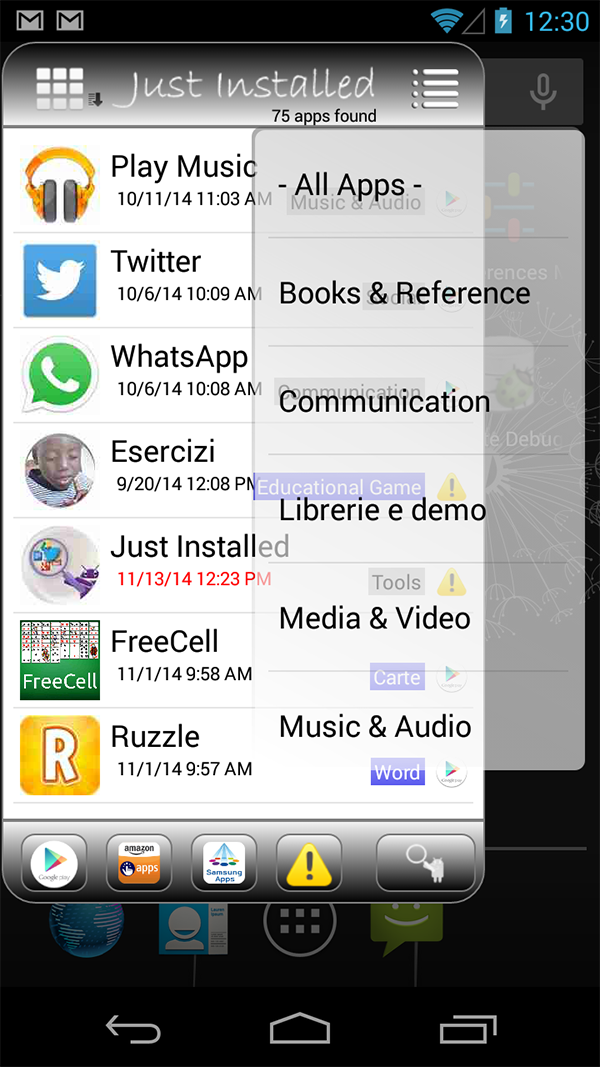 12:30
Just Installed
75 apps found
Play Music
10/11/14 11:03 AM
Music & Audio
Twitter
10/6/14 10:09 AM
Social
WhatsApp
10/6/14 10:08 AM
Communication
Esercizi
9/20/14 12:08 PM
Educational Game
Just Installed
11/13/14 12:23 PM
Tools
FreeCell
FreeCell
11/1/14 9:58 AM
Carte
R
Ruzzle
11/1/14 9:57 AM
Word
- All Apps -
Books & Reference
Communication
Librerie e demo
Media & Video
Music & Audio
Google play
amazon
apps
Samsung
Apps